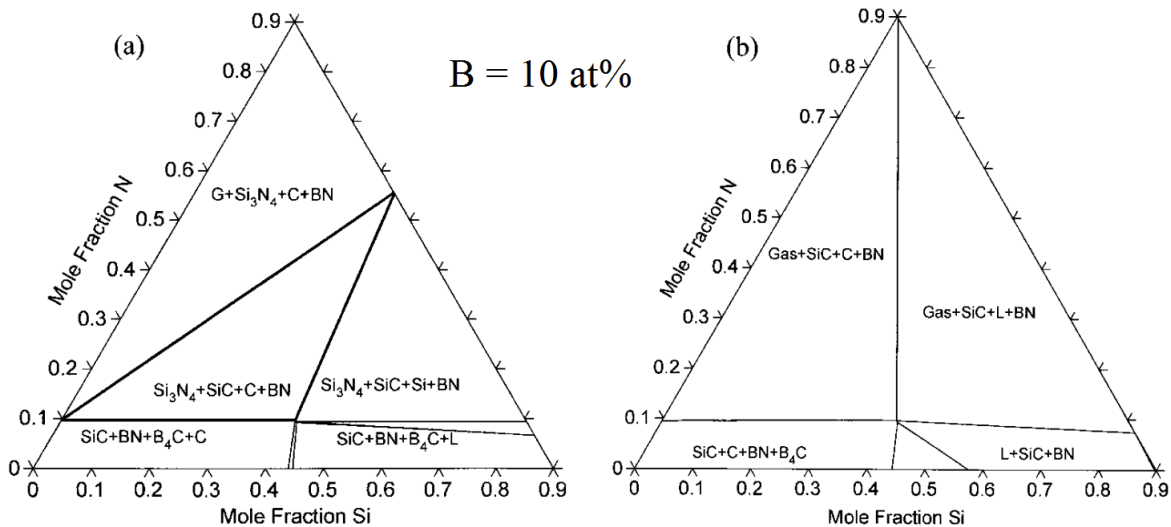 (a)
B = 10 at%
(b)
0.9
0.8
0.7
0.6
0.5
0.4
0.3
0.2
0.1
0
Mole Fraction N
G+Si₃N₄+C+BN
Si₃N₄+SiC+C+BN
Si₃N₄+SiC+Si+BN
SiC+BN+B₄C+C
SiC+BN+B₄C+L
0 0.1 0.2 0.3 0.4 0.5 0.6 0.7 0.8 0.9
Mole Fraction Si
0.9
0.8
0.7
0.6
0.5
0.4
0.3
0.2
0.1
0
Mole Fraction N
Gas+SiC+C+BN
Gas+SiC+L+BN
SiC+C+BN+B₄C
L+SiC+BN
0 0.1 0.2 0.3 0.4 0.5 0.6 0.7 0.8 0.9
Mole Fraction Si